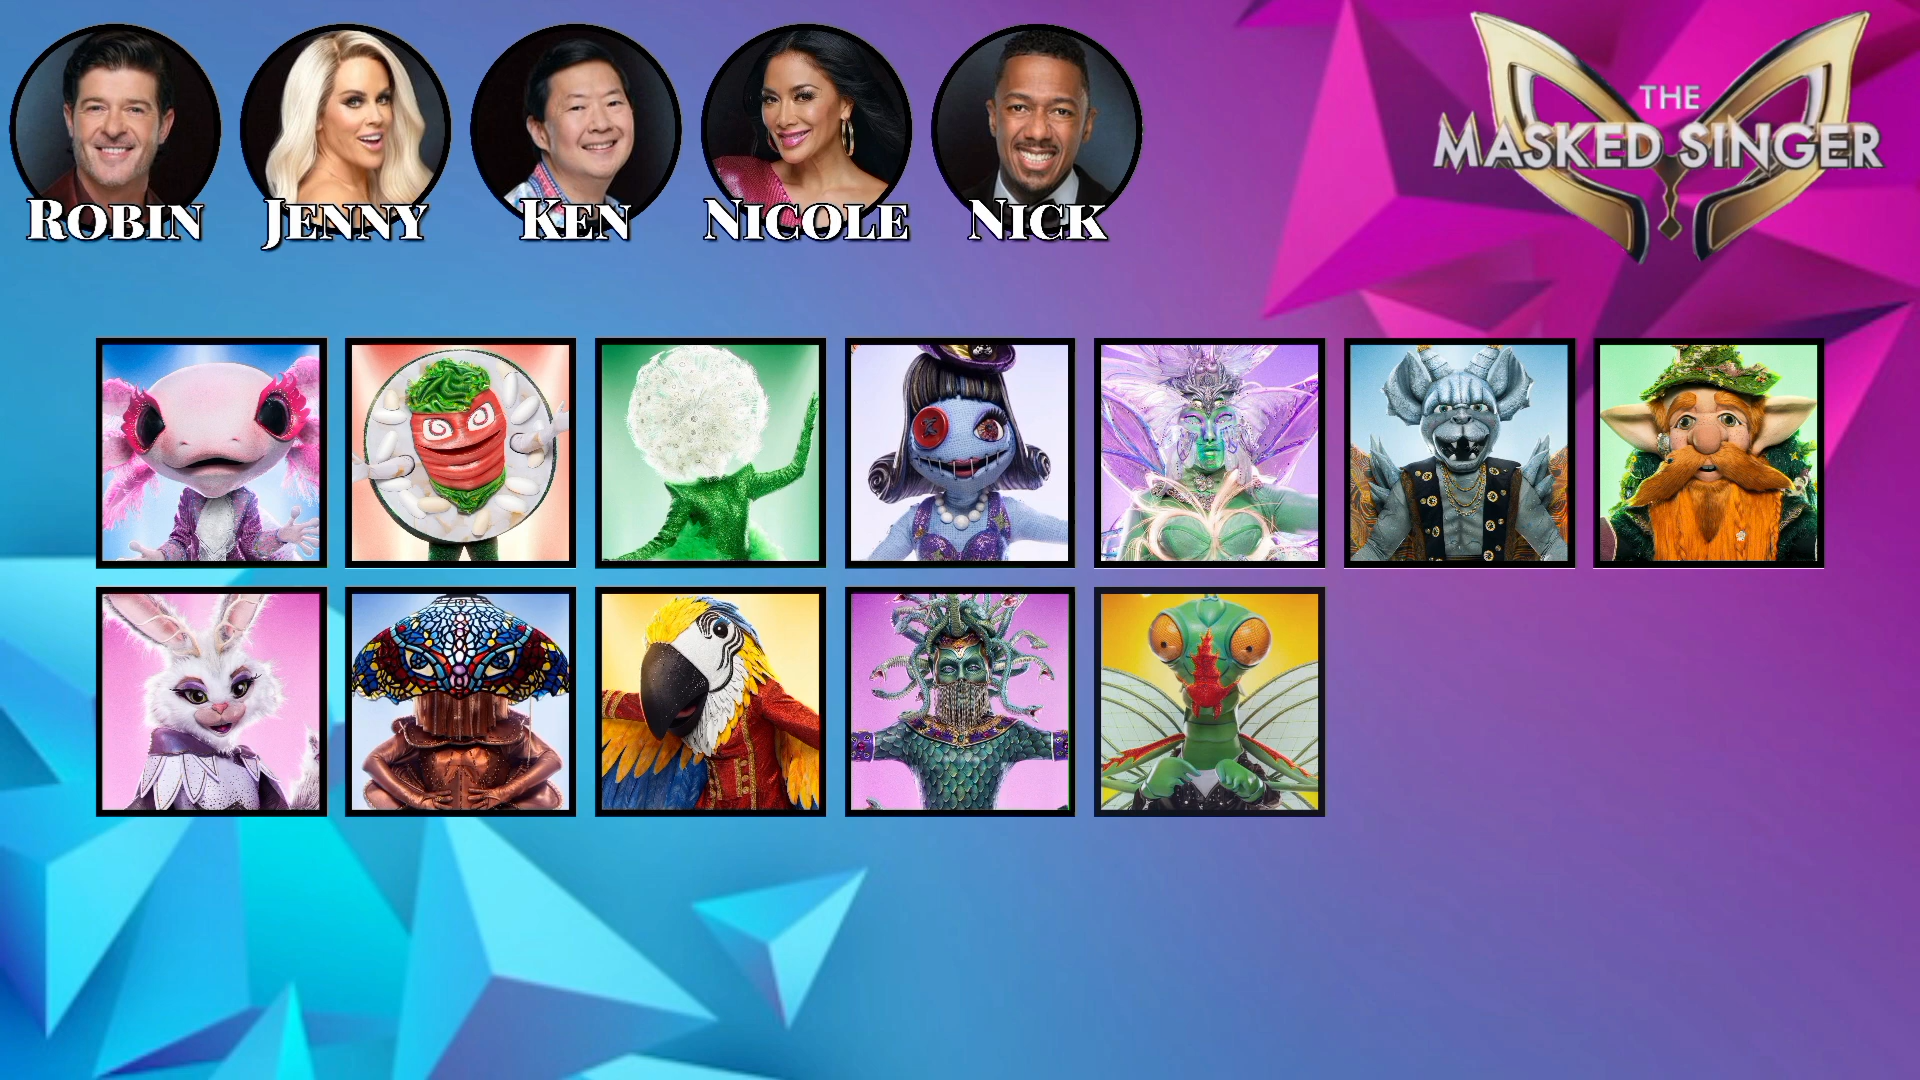 THE
MASKED SINGER
ROBIN
JENNY
KEN
NICOLE
NICK